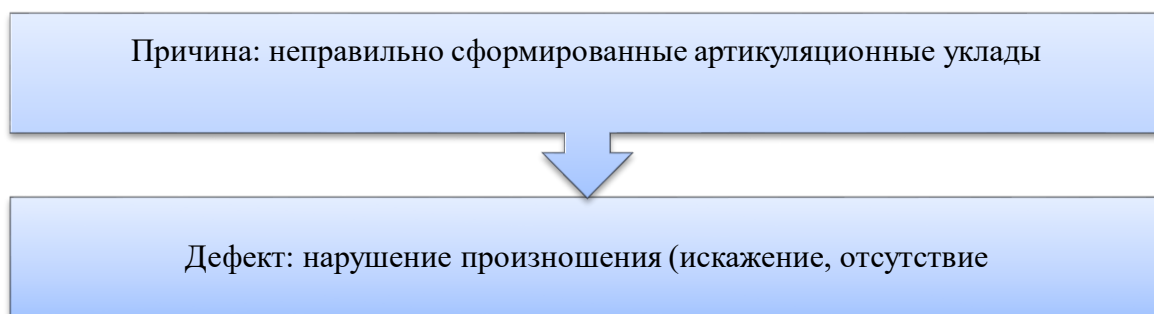 Причина: неправильно сформированные артикуляционные уклады
Дефект: нарушение произношения (искажение, отсутствие